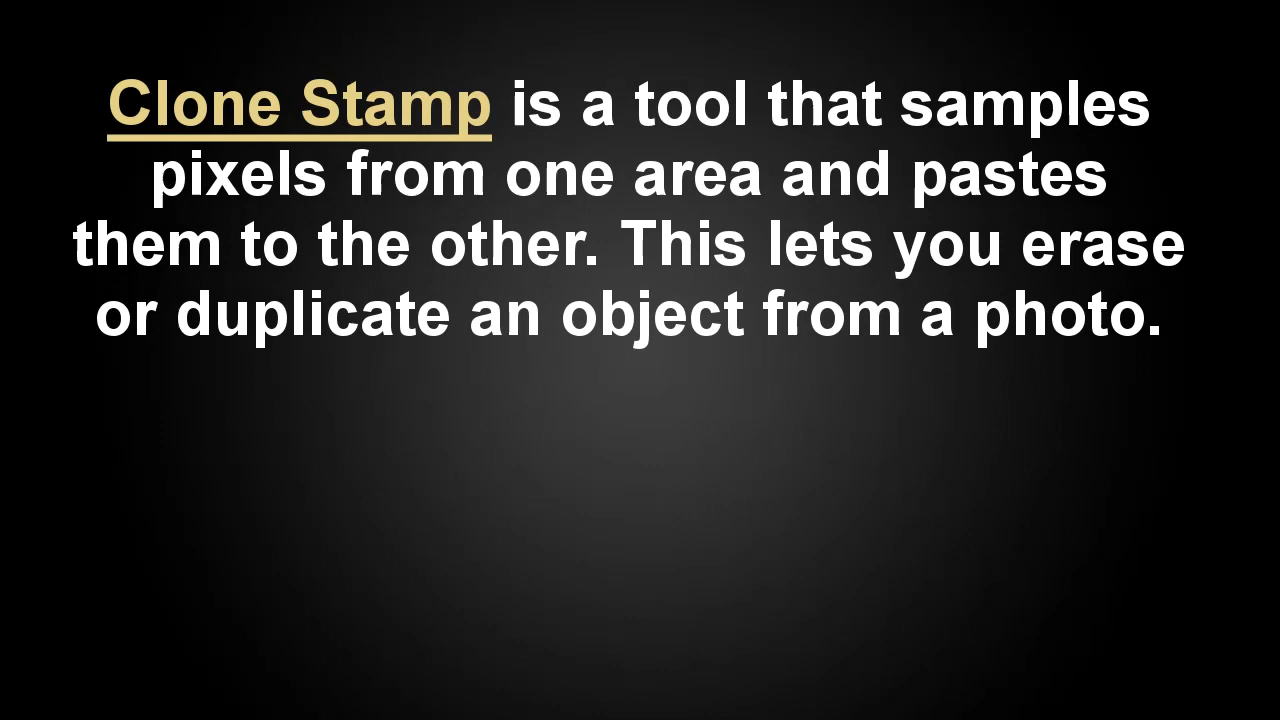 Clone Stamp is a tool that samples
pixels from one area and pastes
them to the other. This lets you erase
or duplicate an object from a photo.